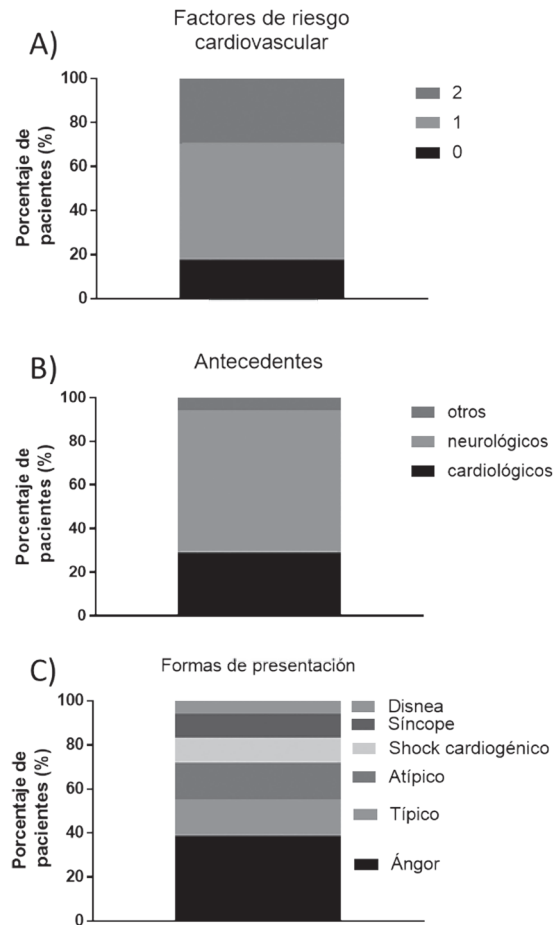 A)
Factores de riesgo
cardiovascular
Porcentaje de
pacientes (%)
100
80
60
40
20
0
2
1
0
B)
Antecedentes
Porcentaje de
pacientes (%)
100
80
60
40
20
0
otros
neurológicos
cardiológicos
C)
Formas de presentación
Porcentaje de
pacientes (%)
100
80
60
40
20
0
Disnea
Síncope
Shock cardiogénico
Atípico
Típico
Ángor